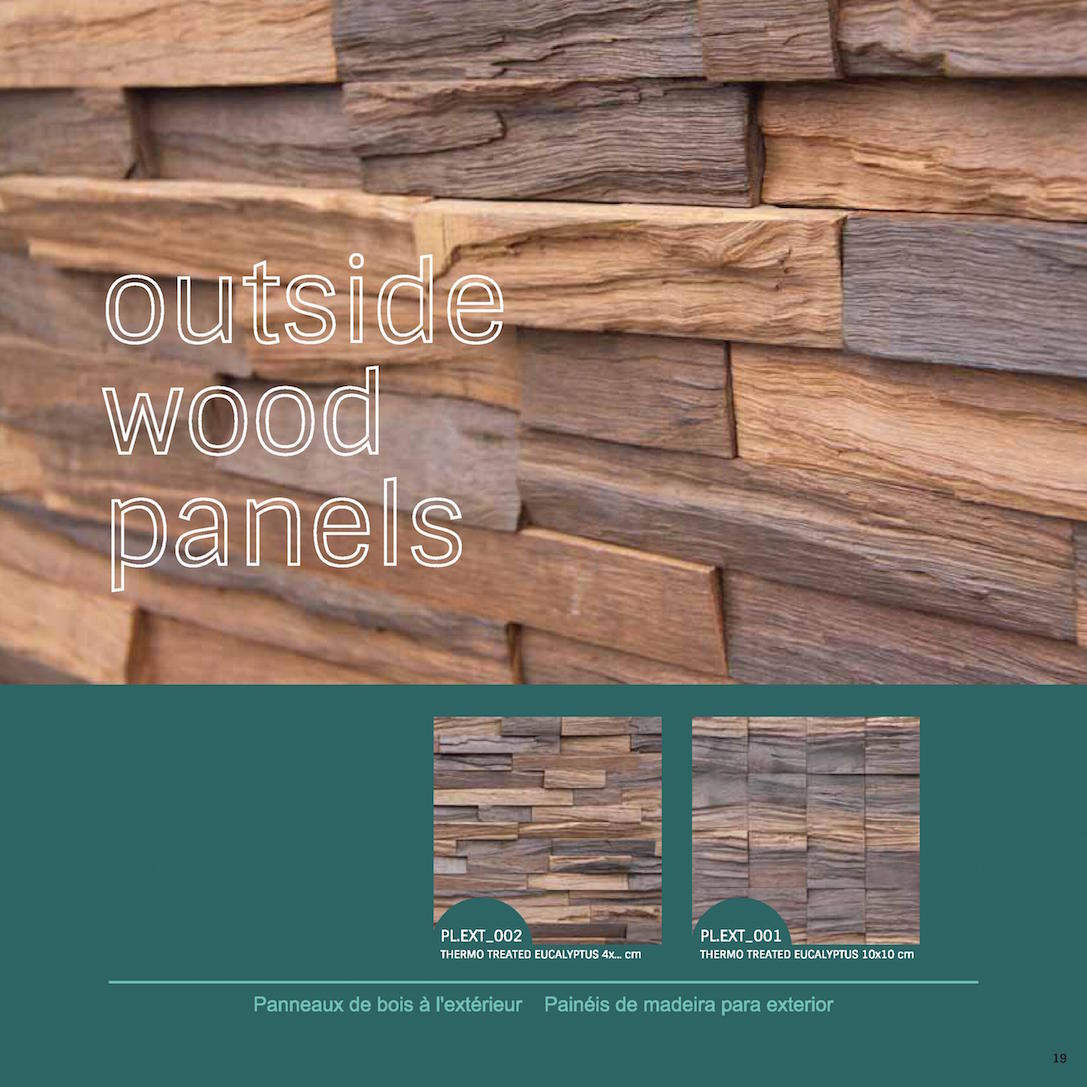 outside
wood
panels
PL.EXT_002
THERMO TREATED EUCALYPTUS 4x... cm
PL.EXT_001
THERMO TREATED EUCALYPTUS 10x10 cm
Panneaux de bois à l'extérieur Painéis de madeira para exterior
19